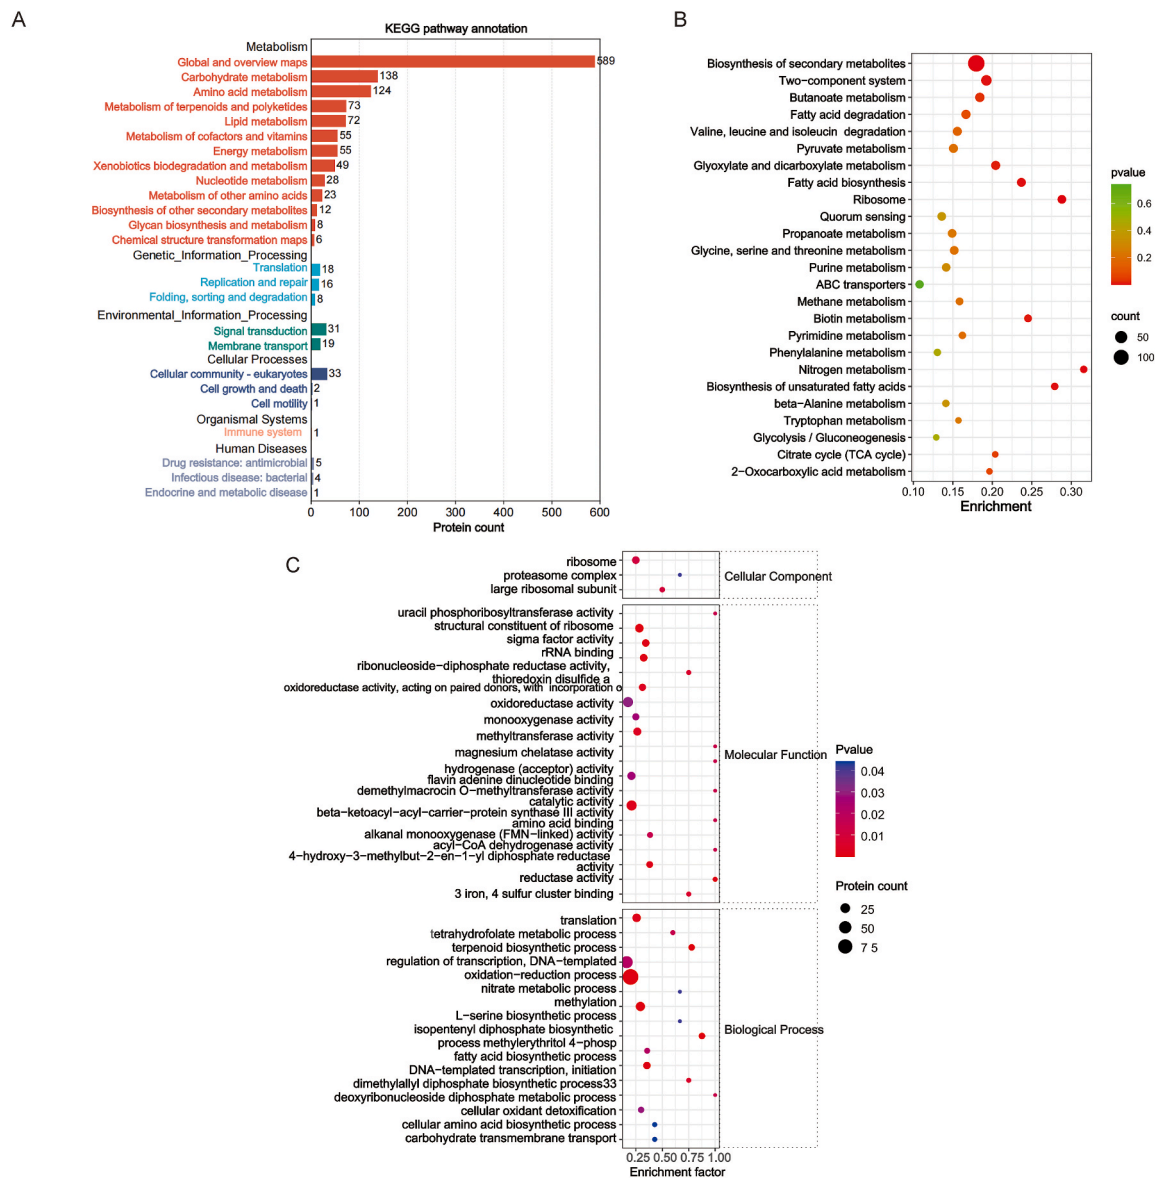 A
KEGG pathway annotation
Metabolism
Global and overview maps 589
Carbohydrate metabolism 138
Amino acid metabolism 124
Metabolism of terpenoids and polyketides 73
Lipid metabolism 72
Metabolism of cofactors and vitamins 55
Energy metabolism 55
Xenobiotics biodegradation and metabolism 49
Nucleotide metabolism 28
Metabolism of other amino acids 23
Biosynthesis of other secondary metabolites 12
Glycan biosynthesis and metabolism 8
Chemical structure transformation maps 6
Genetic_Information_Processing
Translation 18
Replication and repair 16
Folding, sorting and degradation 8
Environmental_Information_Processing
Signal transduction 31
Membrane transport 19
Cellular Processes
Cellular community - eukaryotes 33
Cell growth and death 2
Cell motility 1
Organismal Systems
Immune system 1
Human Diseases
Drug resistance: antimicrobial 5
Infectious disease: bacterial 4
Endocrine and metabolic disease 1
0 100 200 300 400 500 600
Protein count
B
Biosynthesis of secondary metabolites
Two-component system
Butanoate metabolism
Fatty acid degradation
Valine, leucine and isoleucin degradation
Pyruvate metabolism
Glyoxylate and dicarboxylate metabolism
Fatty acid biosynthesis
Ribosome
Quorum sensing
Propanoate metabolism
Glycine, serine and threonine metabolism
Purine metabolism
ABC transporters
Methane metabolism
Biotin metabolism
Pyrimidine metabolism
Phenylalanine metabolism
Nitrogen metabolism
Biosynthesis of unsaturated fatty acids
beta-Alanine metabolism
Tryptophan metabolism
Glycolysis / Gluconeogenesis
Citrate cycle (TCA cycle)
2-Oxocarboxylic acid metabolism
0.10 0.15 0.20 0.25 0.30
Enrichment
pvalue
0.6
0.4
0.2
count
50
100
C
ribosome
proteasome complex
large ribosomal subunit
Cellular Component
uracil phosphoribosyltransferase activity
structural constituent of ribosome
sigma factor activity
rRNA binding
ribonucleoside-diphosphate reductase activity,
thioredoxin disulfide a
oxidoreductase activity, acting on paired donors, with incorporation o
oxidoreductase activity
monooxygenase activity
methyltransferase activity
magnesium chelatase activity
hydrogenase (acceptor) activity
flavin adenine dinucleotide binding
demethylmacrocin O-methyltransferase activity
catalytic activity
beta-ketoacyl-acyl-carrier-protein synthase III activity
amino acid binding
alkanal monooxygenase (FMN-linked) activity
acyl-CoA dehydrogenase activity
4-hydroxy-3-methylbut-2-en-1-yl diphosphate reductase
activity
reductase activity
3 iron, 4 sulfur cluster binding
Molecular Function
translation
tetrahydrofolate metabolic process
terpenoid biosynthetic process
regulation of transcription, DNA-templated
oxidation-reduction process
nitrate metabolic process
methylation
L-serine biosynthetic process
isopentenyl diphosphate biosynthetic
process methylerythritol 4-phosp
fatty acid biosynthetic process
DNA-templated transcription, initiation
dimethylallyl diphosphate biosynthetic process33
deoxyribonucleoside diphosphate metabolic process
cellular oxidant detoxification
cellular amino acid biosynthetic process
carbohydrate transmembrane transport
Biological Process
0.25 0.50 0.75 1.00
Enrichment factor
Pvalue
0.04
0.03
0.02
0.01
Protein count
25
50
7 5